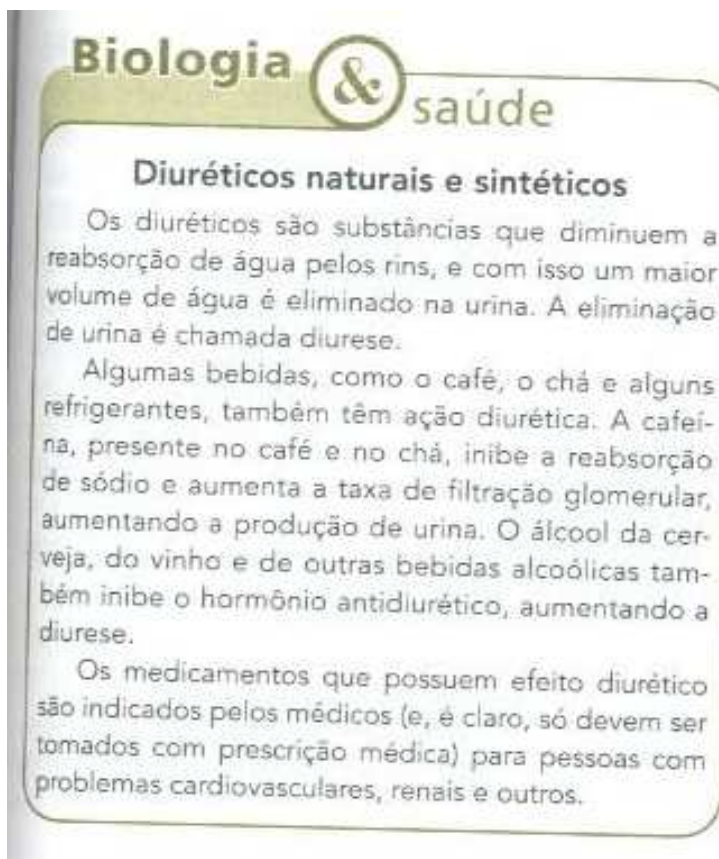 Biologia & saúde
Diuréticos naturais e sintéticos
Os diuréticos são substâncias que diminuem a
reabsorção de água pelos rins, e com isso um maior
volume de água é eliminado na urina. A eliminação
de urina é chamada diurese.
Algumas bebidas, como o café, o chá e alguns
refrigerantes, também têm ação diurética. A cafeí-
na, presente no café e no chá, inibe a reabsorção
de sódio e aumenta a taxa de filtração glomerular,
aumentando a produção de urina. O álcool da cer-
veja, do vinho e de outras bebidas alcoólicas tam-
bém inibe o hormônio antidiurético, aumentando a
diurese.
Os medicamentos que possuem efeito diurético
são indicados pelos médicos (e, é claro, só devem ser
tomados com prescrição médica) para pessoas com
problemas cardiovasculares, renais e outros.